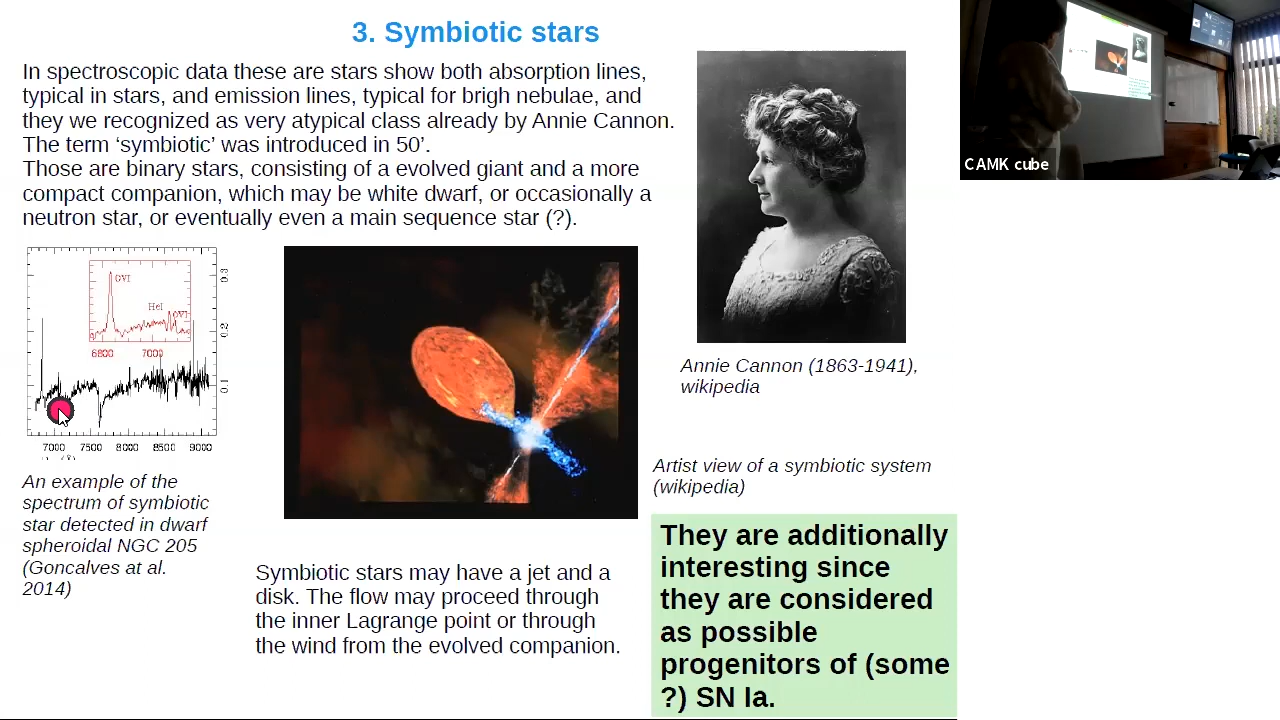 3. Symbiotic stars
In spectroscopic data these are stars show both absorption lines,
typical in stars, and emission lines, typical for brigh nebulae, and
they we recognized as very atypical class already by Annie Cannon.
The term ‘symbiotic’ was introduced in 50’.
Those are binary stars, consisting of a evolved giant and a more
compact companion, which may be white dwarf, or occasionally a
neutron star, or eventually even a main sequence star (?).
CAMK cube
OVI
HeI
OVI
6800 7000
0.3
0.2
0.1
7000 7500 8000 8500 9000
An example of the
spectrum of symbiotic
star detected in dwarf
spheroidal NGC 205
(Goncalves at al.
2014)
Annie Cannon (1863-1941),
wikipedia
Artist view of a symbiotic system
(wikipedia)
Symbiotic stars may have a jet and a
disk. The flow may proceed through
the inner Lagrange point or through
the wind from the evolved companion.
They are additionally
interesting since
they are considered
as possible
progenitors of (some
?) SN Ia.